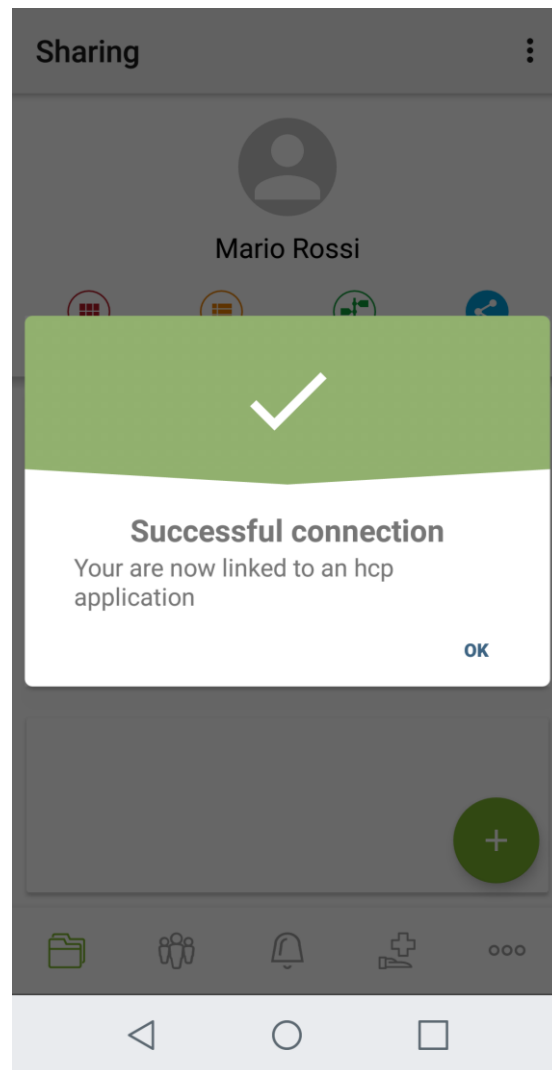 Sharing
Mario Rossi
Successful connection
Your are now linked to an hcp
application
OK